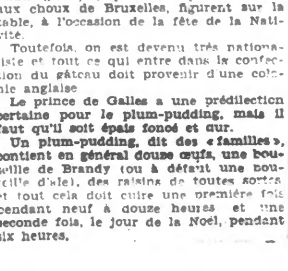 aux choux de Bruxelles, figurent sur la
table, à l'occasion de la fête de la Nati-
vité.
Toutefois, on est devenu très nationa-
liste et tout ce qui entre dans la confec-
tion du gâteau doit provenir d'une colo-
nie anglaise
Le prince de Galles a une prédilection
certaine pour le plum-pudding, mais il
faut qu'il soit épais foncé et dur.
Un plum-pudding, dit des « familles »,
contient en général douze œufs, une bou-
teille de Brandy (ou à défaut une bou-
teille d'ale), des raisins de toutes sortes
et tout cela doit cuire une première fois
pendant neuf à douze heures et une
seconde fois, le jour de la Noël, pendant
six heures.